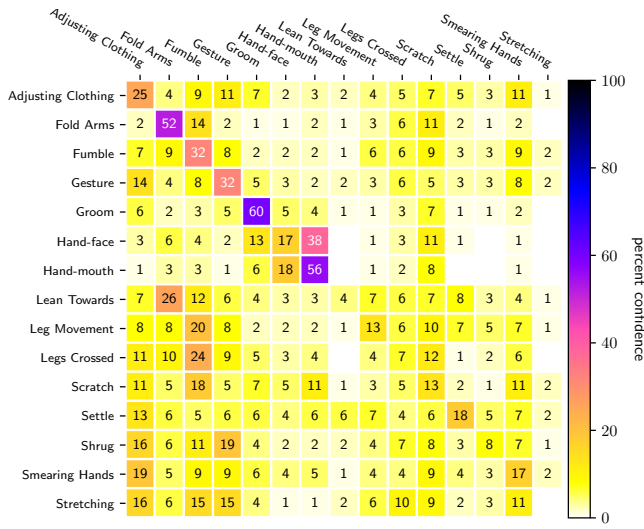 Adjusting Clothing
Fold Arms
Fumble
Gesture
Groom
Hand-face
Hand-mouth
Lean Towards
Leg Movement
Legs Crossed
Scratch
Settle
Shrug
Smearing Hands
Stretching
Adjusting Clothing 25 4 9 11 7 2 3 2 4 5 7 5 3 11 1
Fold Arms 2 52 14 2 1 1 2 1 3 6 11 2 1 2
Fumble 7 9 32 8 2 2 2 1 6 6 9 3 3 9 2
Gesture 14 4 8 32 5 3 2 2 3 6 5 3 3 8 2
Groom 6 2 3 5 60 5 4 1 1 3 7 1 1 2
Hand-face 3 6 4 2 13 17 38 1 3 11 1 1
Hand-mouth 1 3 3 1 6 18 56 1 2 8 1
Lean Towards 7 26 12 6 4 3 3 4 7 6 7 8 3 4 1
Leg Movement 8 8 20 8 2 2 2 1 13 6 10 7 5 7 1
Legs Crossed 11 10 24 9 5 3 4 4 7 12 1 2 6
Scratch 11 5 18 5 7 5 11 1 3 5 13 2 1 11 2
Settle 13 6 5 6 6 4 6 6 7 4 6 18 5 7 2
Shrug 16 6 11 19 4 2 2 2 4 7 8 3 8 7 1
Smearing Hands 19 5 9 9 6 4 5 1 4 4 9 4 3 17 2
Stretching 16 6 15 15 4 1 1 2 6 10 9 2 3 11
100
80
60
40
20
0
percent confidence